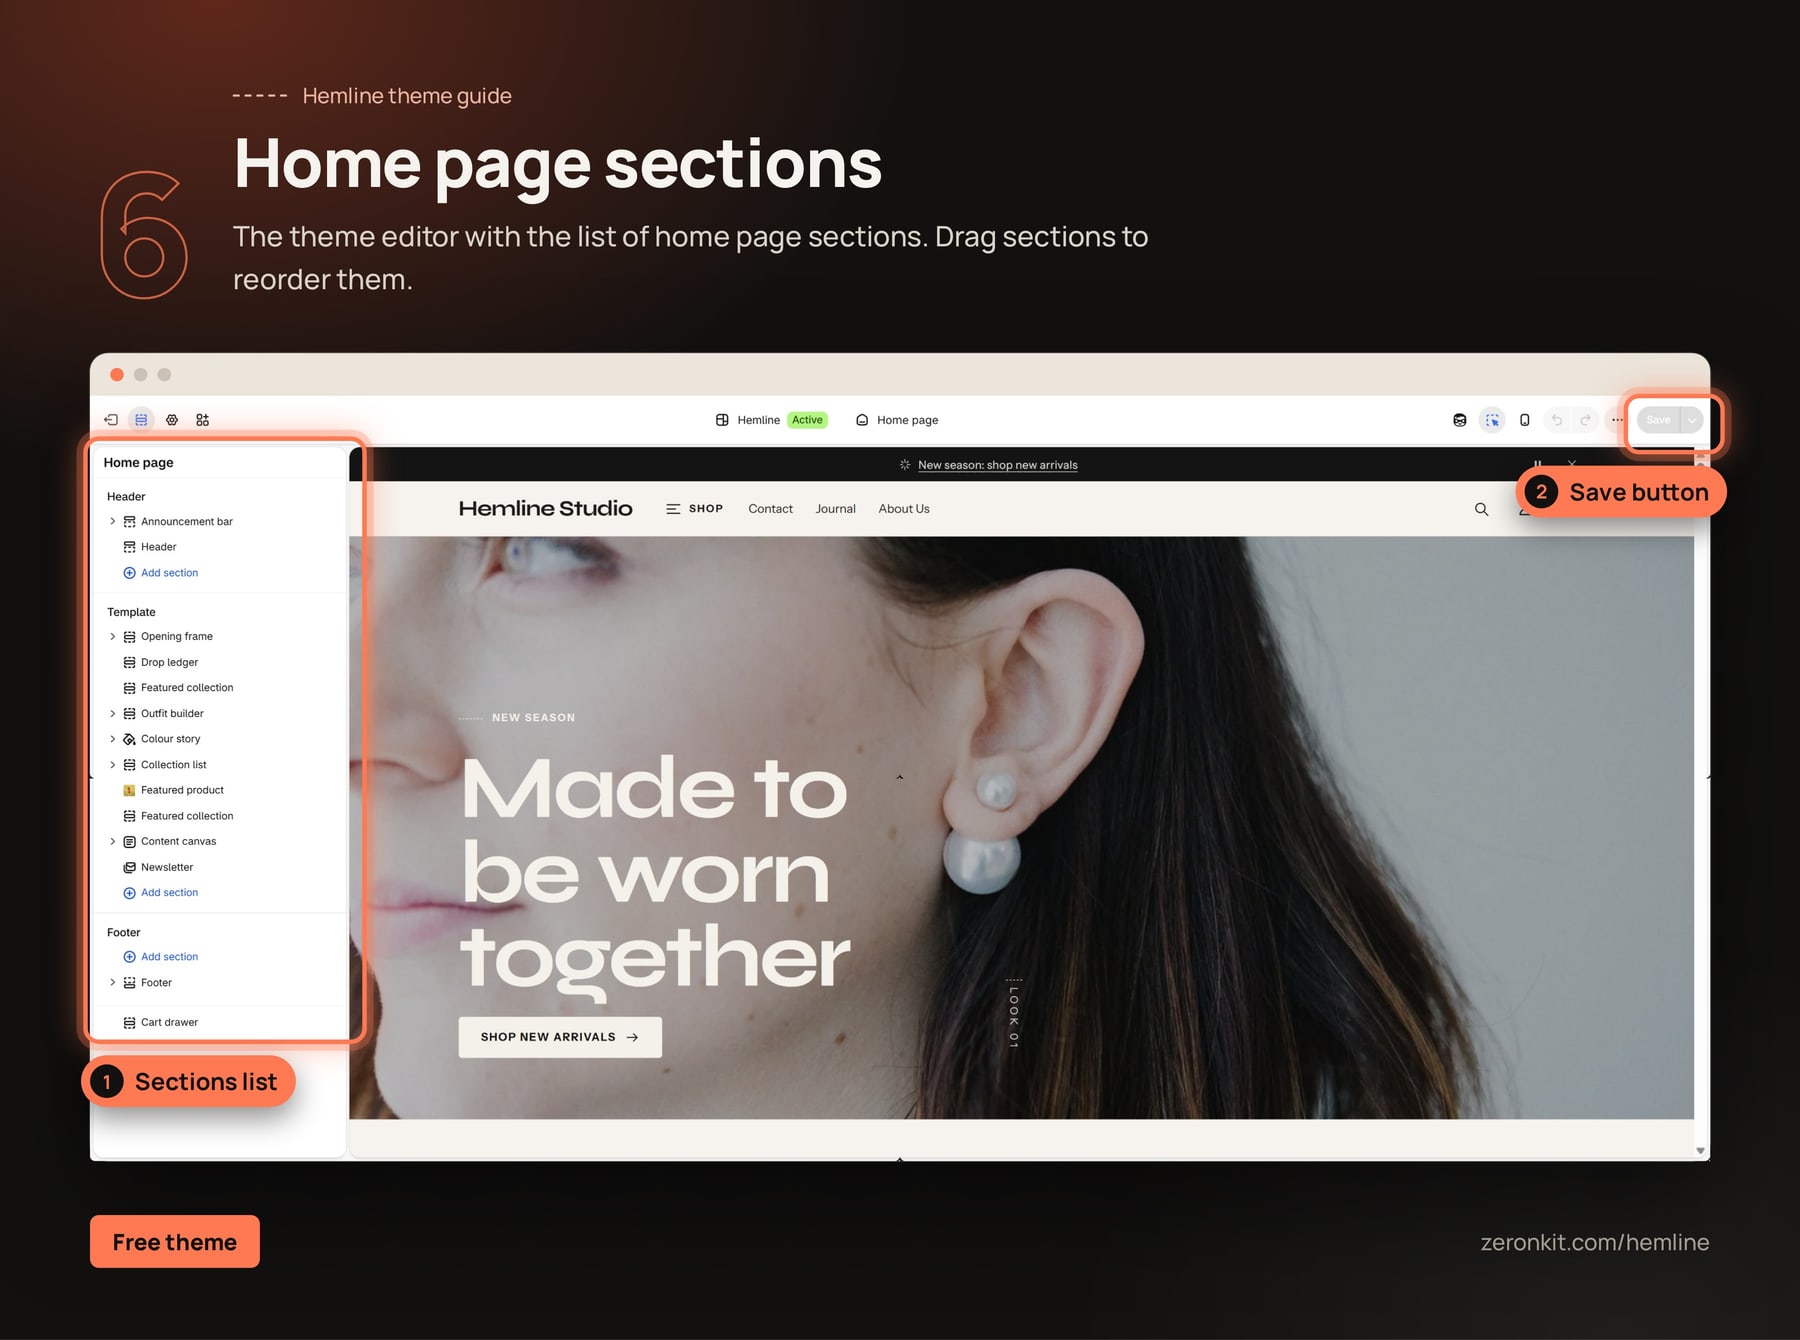 Hemline theme guide
6
Home page sections
The theme editor with the list of home page sections. Drag sections to
reorder them.
Hemline Active Home page
Save
Home page
Header
Announcement bar
Header
Add section
Template
Opening frame
Drop ledger
Featured collection
Outfit builder
Colour story
Collection list
Featured product
Featured collection
Content canvas
Newsletter
Add section
Footer
Add section
Footer
Cart drawer
1 Sections list
New season: shop new arrivals
2 Save button
Hemline Studio SHOP Contact Journal About Us
NEW SEASON
Made to
be worn
together
SHOP NEW ARRIVALS
LOOK 01
Free theme
zeronkit.com/hemline